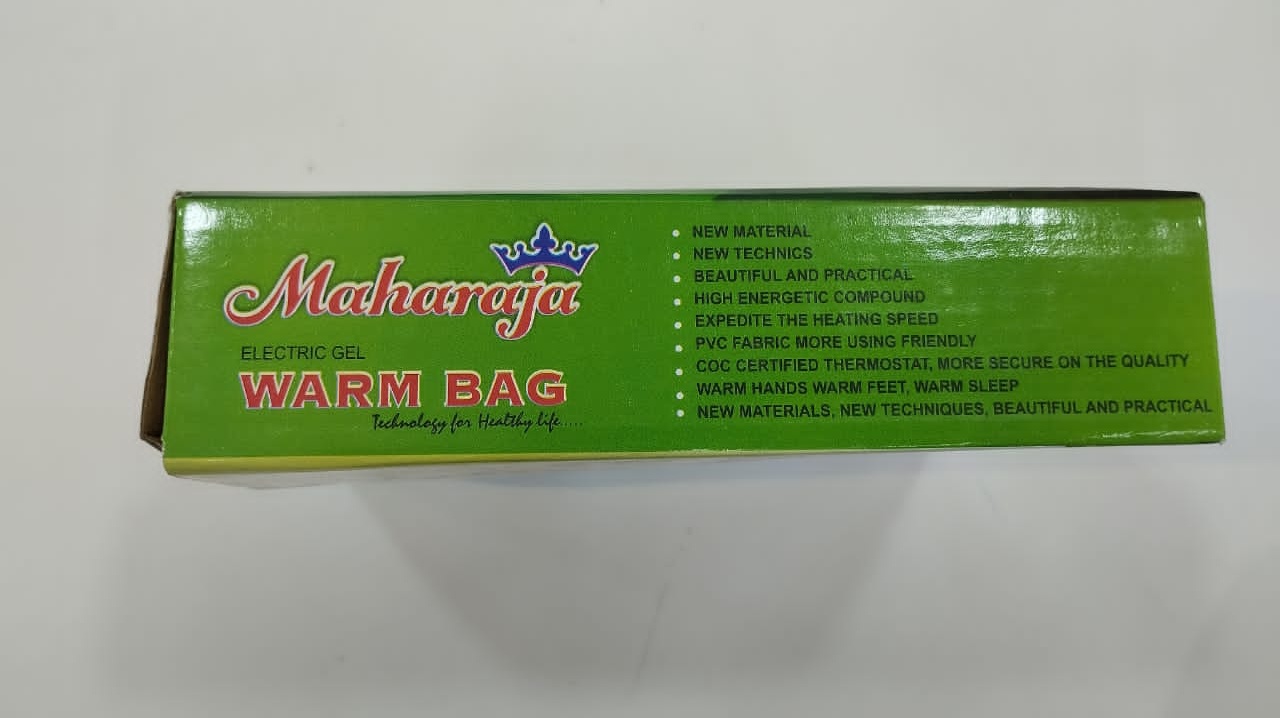 Maharaja
ELECTRIC GEL
WARM BAG
Technology for Healthy life.....
NEW MATERIAL
NEW TECHNICS
BEAUTIFUL AND PRACTICAL
HIGH ENERGETIC COMPOUND
EXPEDITE THE HEATING SPEED
PVC FABRIC MORE USING FRIENDLY
COC CERTIFIED THERMOSTAT, MORE SECURE ON THE QUALITY
WARM HANDS WARM FEET, WARM SLEEP
NEW MATERIALS, NEW TECHNIQUES, BEAUTIFUL AND PRACTICAL